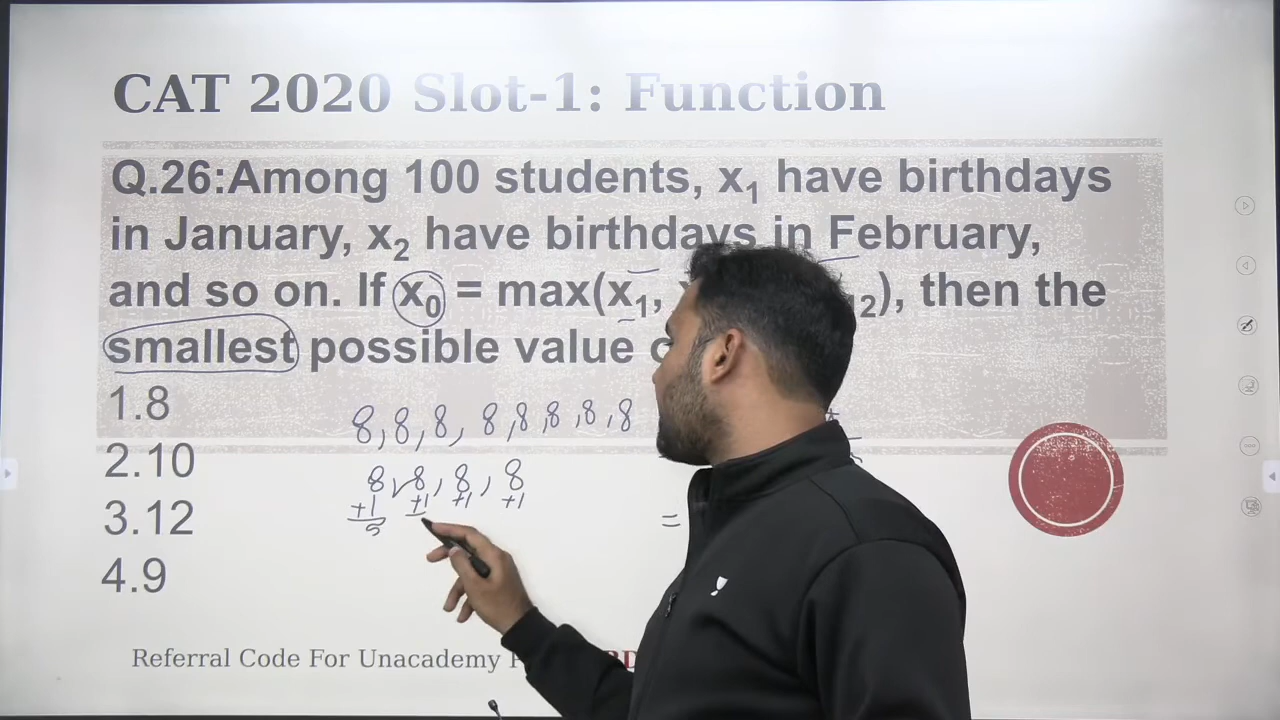 CAT 2020 Slot-1: Function
Q.26:Among 100 students, x₁ have birthdays
in January, x₂ have birthdays in February,
and so on. If x₀ = max(x₁, ₁₂), then the
smallest possible value
1.8
8,8,8, 8,8,8,8,8
2.10
8,8,8,8
+1 +1 +1 +1
3.12
=
4.9
Referral Code For Unacademy